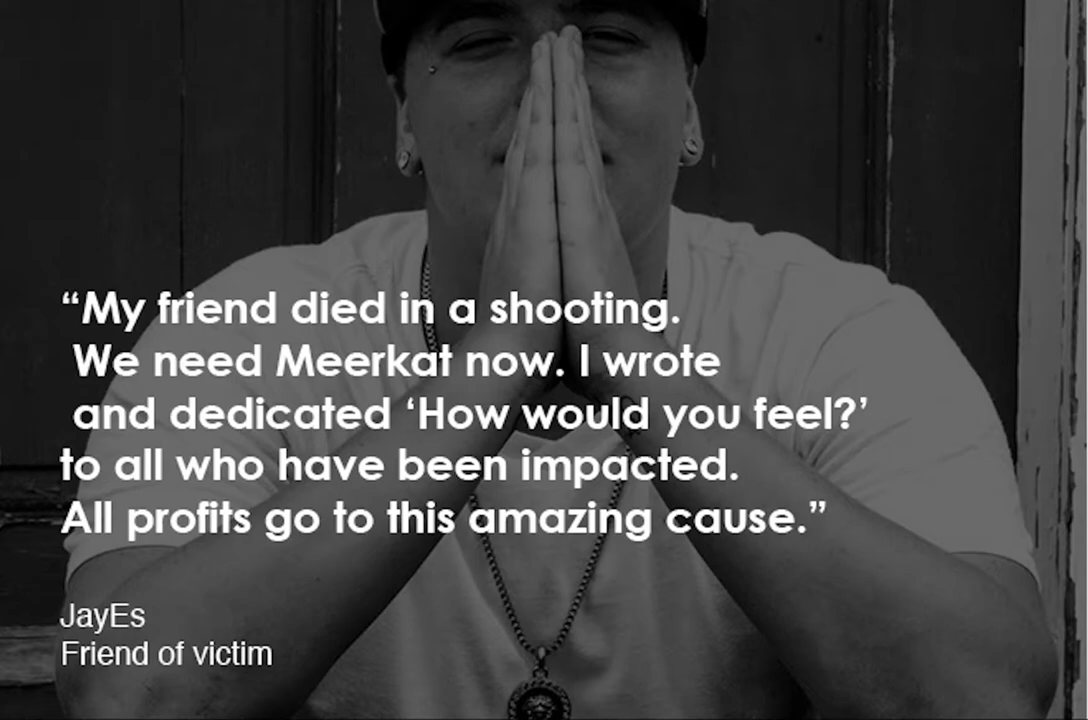 “My friend died in a shooting.
We need Meerkat now. I wrote
and dedicated ‘How would you feel?’
to all who have been impacted.
All profits go to this amazing cause.”
JayEs
Friend of victim